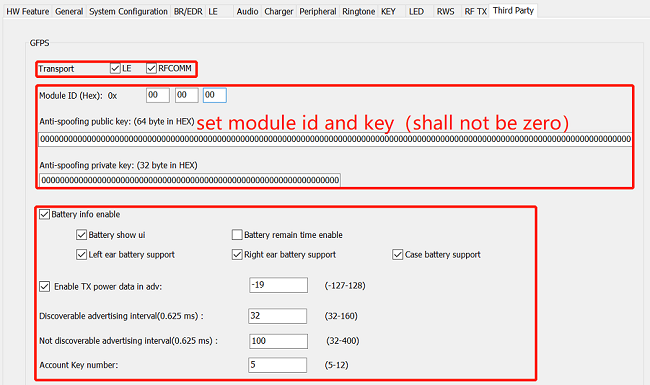 HW Feature General System Configuration BR/EDR LE Audio Charger Peripheral Ringtone KEY LED RWS RF TX Third Party
GFPS
Transport LE RFCOMM
Module ID (Hex): 0x 00 00 00
Anti-spoofing public key: (64 byte in HEX)
set module id and key（shall not be zero）
Anti-spoofing private key: (32 byte in HEX)
0000000000000000000000000000000000000000000000000000000000000000
Battery info enable
Battery show ui Battery remain time enable
Left ear battery support Right ear battery support Case battery support
Enable TX power data in adv: -19 (-127-128)
Discoverable advertising interval(0.625 ms) : 32 (32-160)
Not discoverable advertising interval(0.625 ms) : 100 (32-400)
Account Key number: 5 (5-12)